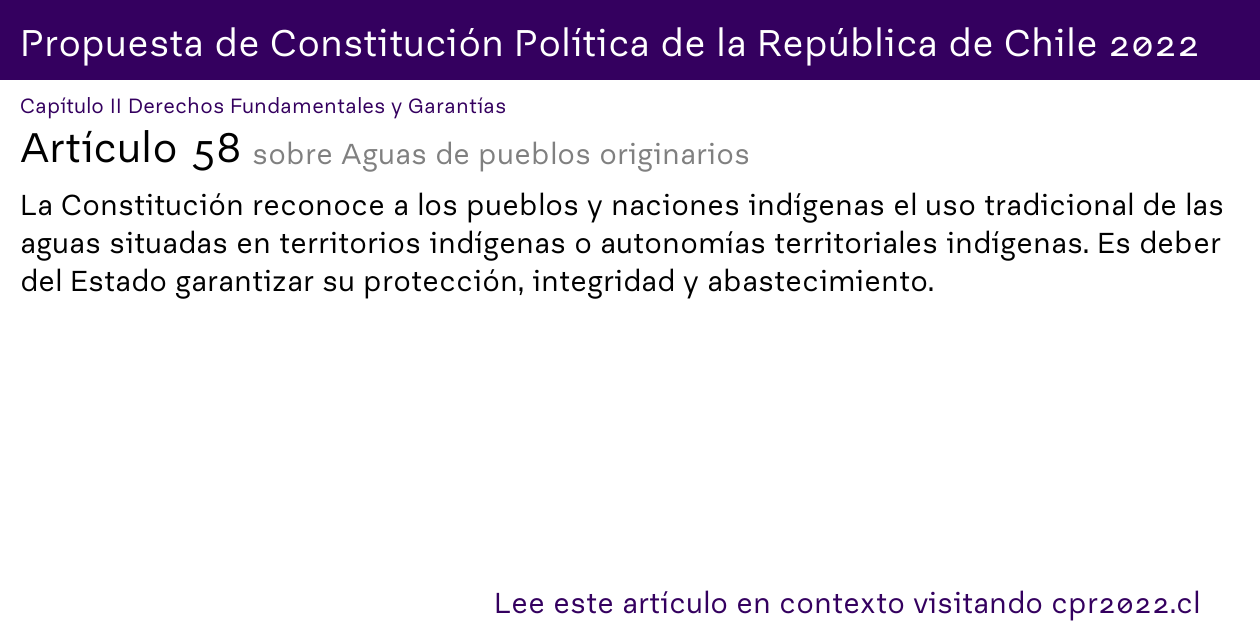 Propuesta de Constitución Política de la República de Chile 2022
Capítulo II Derechos Fundamentales y Garantías
Artículo 58 sobre Aguas de pueblos originarios
La Constitución reconoce a los pueblos y naciones indígenas el uso tradicional de las
aguas situadas en territorios indígenas o autonomías territoriales indígenas. Es deber
del Estado garantizar su protección, integridad y abastecimiento.
Lee este artículo en contexto visitando cpr2022.cl